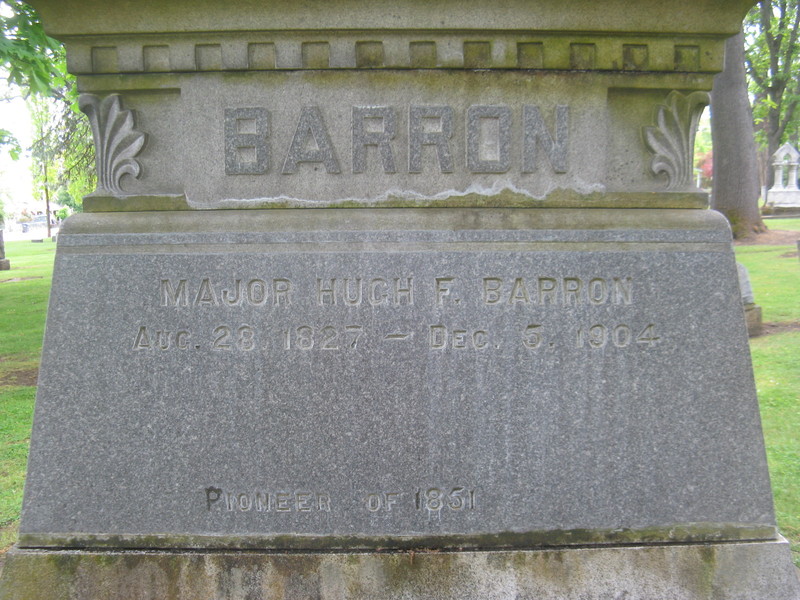 BARRON
MAJOR HUGH F. BARRON
AUG. 28, 1827 – DEC. 5, 1904
PIONEER OF 1851